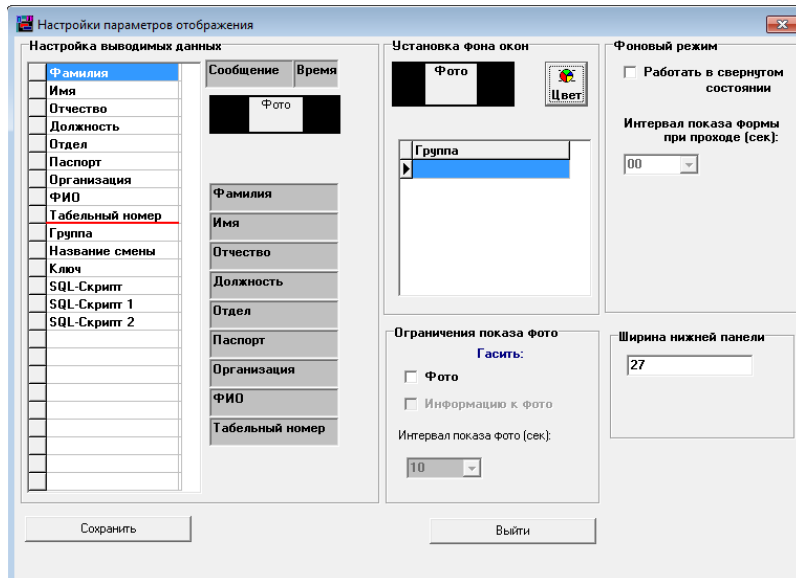 Настройки параметров отображения
Настройка выводимых данных
Фамилия
Имя
Отчество
Должность
Отдел
Паспорт
Организация
ФИО
Табельный номер
Группа
Название смены
Ключ
SQL-Скрипт
SQL-Скрипт 1
SQL-Скрипт 2
Сообщение Время
Фото
Фамилия
Имя
Отчество
Должность
Отдел
Паспорт
Организация
ФИО
Табельный номер
Установка фона окон
Фото
Цвет
Группа
Ограничения показа фото
Гасить:
Фото
Информацию к фото
Интервал показа фото (сек):
10
Фоновый режим
Работать в свернутом
состоянии
Интервал показа формы
при проходе (сек):
00
Ширина нижней панели
27
Сохранить
Выйти